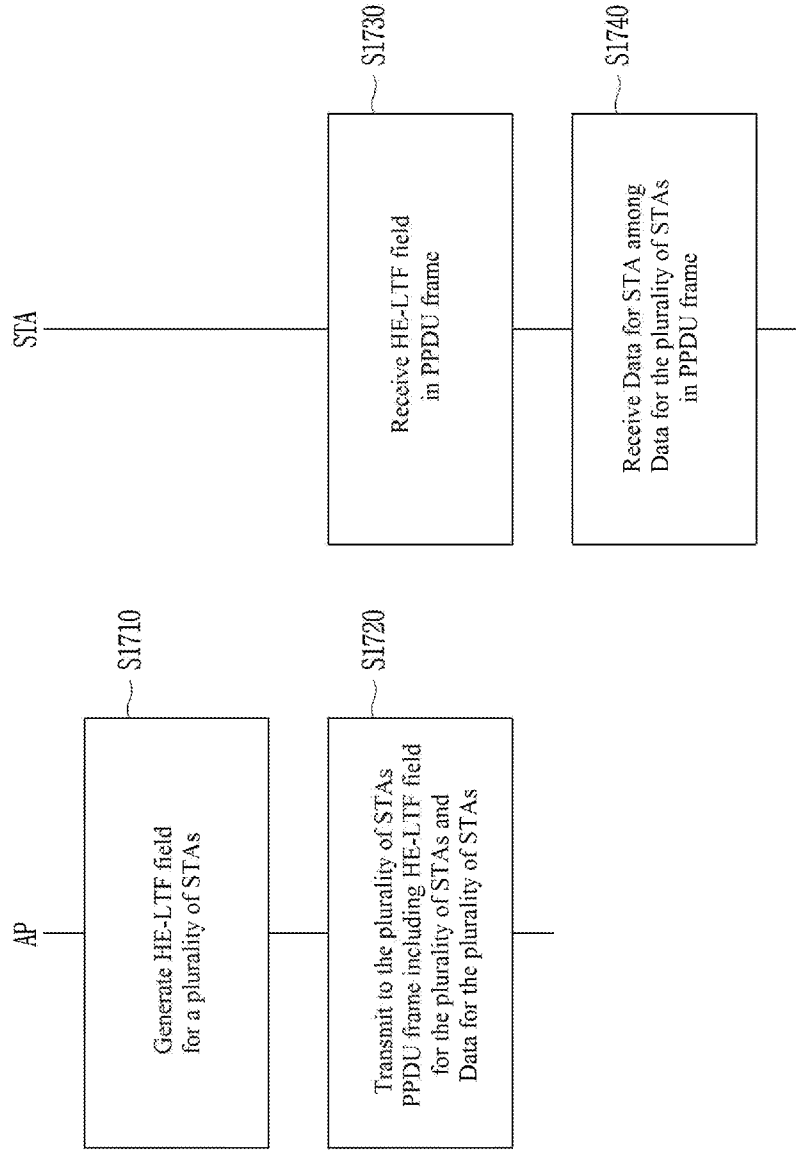 AP
S1710
Generate HE-LTF field
for a plurality of STAs
S1720
Transmit to the plurality of STAs
PPDU frame including HE-LTF field
for the plurality of STAs and
Data for the plurality of STAs
STA
S1730
Receive HE-LTF field
in PPDU frame
S1740
Receive Data for STA among
Data for the plurality of STAs
in PPDU frame